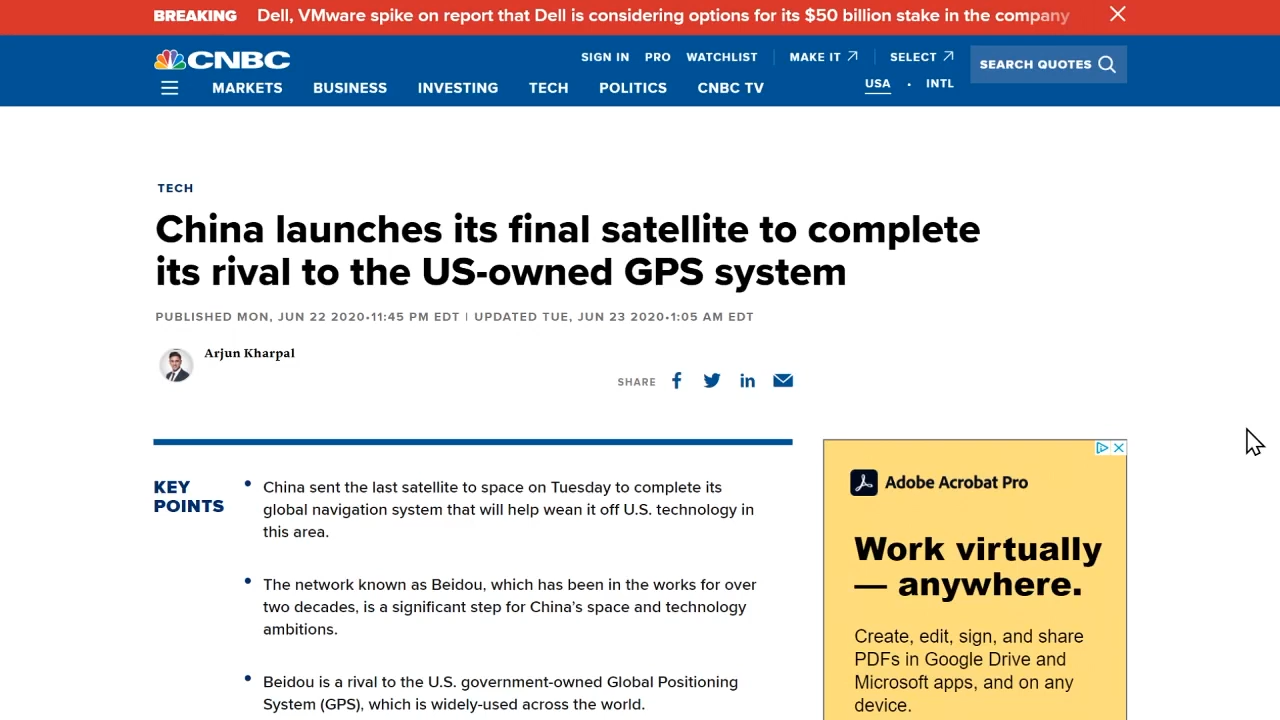 BREAKING Dell, VMware spike on report that Dell is considering options for its $50 billion stake in the company
CNBC
SIGN IN PRO WATCHLIST MAKE IT SELECT
USA · INTL
SEARCH QUOTES
MARKETS BUSINESS INVESTING TECH POLITICS CNBC TV
TECH
China launches its final satellite to complete
its rival to the US-owned GPS system
PUBLISHED MON, JUN 22 2020•11:45 PM EDT | UPDATED TUE, JUN 23 2020•1:05 AM EDT
Arjun Kharpal
SHARE
KEY
POINTS
• China sent the last satellite to space on Tuesday to complete its
global navigation system that will help wean it off U.S. technology in
this area.
• The network known as Beidou, which has been in the works for over
two decades, is a significant step for China's space and technology
ambitions.
• Beidou is a rival to the U.S. government-owned Global Positioning
System (GPS), which is widely-used across the world.
Adobe Acrobat Pro
Work virtually
— anywhere.
Create, edit, sign, and share
PDFs in Google Drive and
Microsoft apps, and on any
device.